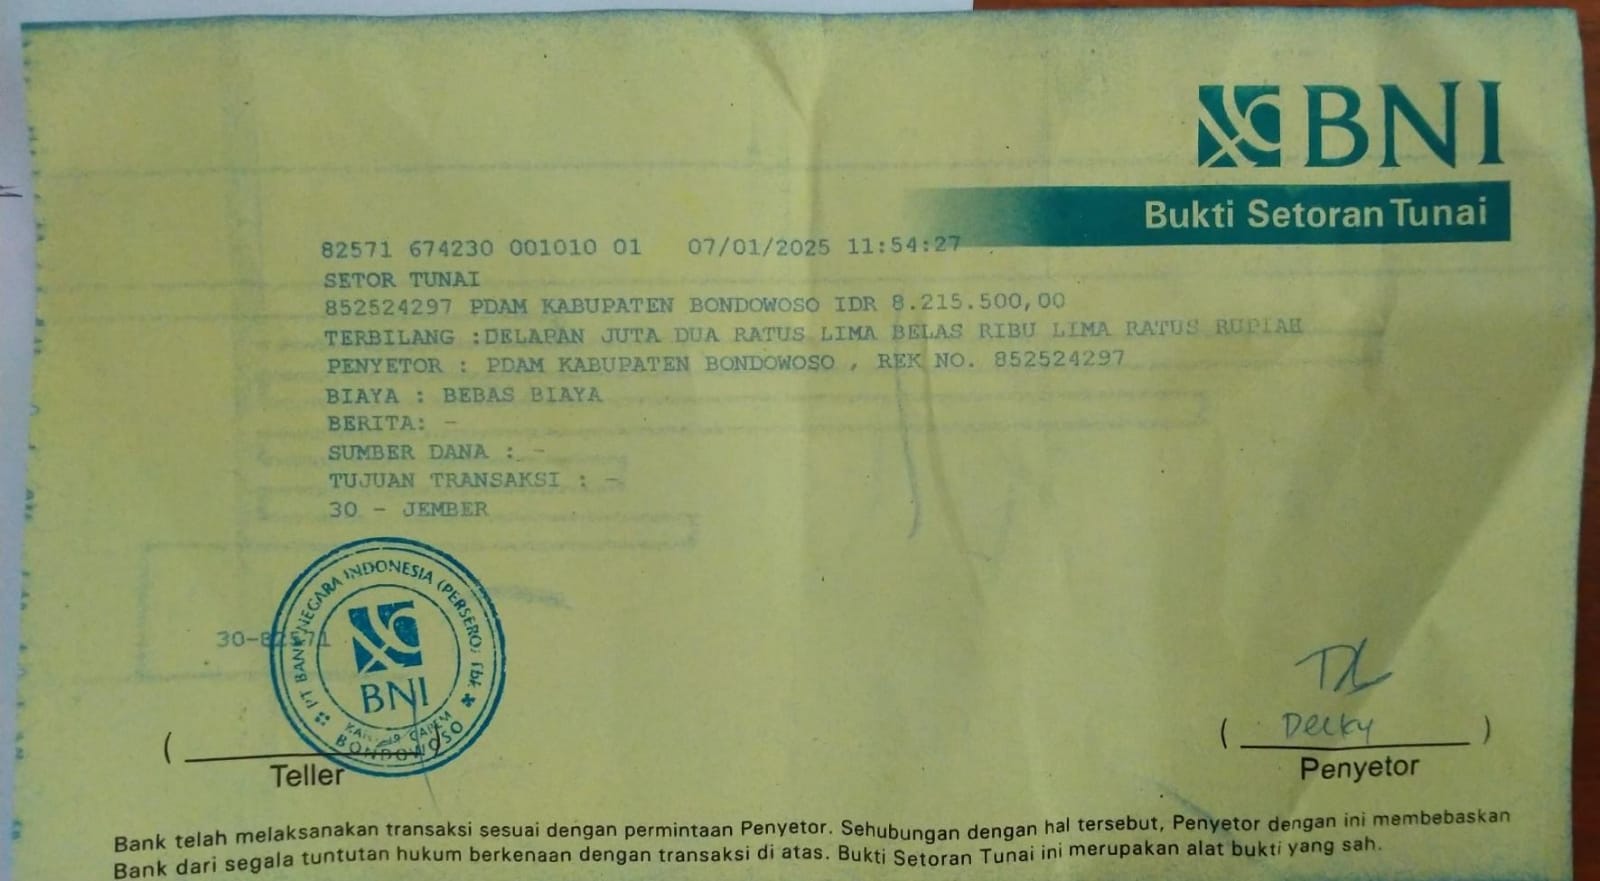 BNI
Bukti Setoran Tunai
82571 674230 001010 01 07/01/2025 11:54:27
SETOR TUNAI
852524297 PDAM KABUPATEN BONDOWOSO IDR 8.215.500,00
TERBILANG :DELAPAN JUTA DUA RATUS LIMA BELAS RIBU LIMA RATUS RUPIAH
PENYETOR : PDAM KABUPATEN BONDOWOSO , REK NO. 852524297
BIAYA : BEBAS BIAYA
BERITA: -
SUMBER DANA : -
TUJUAN TRANSAKSI : -
30 - JEMBER
PT BANK NEGARA INDONESIA (PERSERO) Tbk
BNI
CAPEM
BONDOWOSO
30-82571
Decky
( Teller
( ) Penyetor
Bank telah melaksanakan transaksi sesuai dengan permintaan Penyetor. Sehubungan dengan hal tersebut, Penyetor dengan ini membebaskan
Bank dari segala tuntutan hukum berkenaan dengan transaksi di atas. Bukti Setoran Tunai ini merupakan alat bukti yang sah.